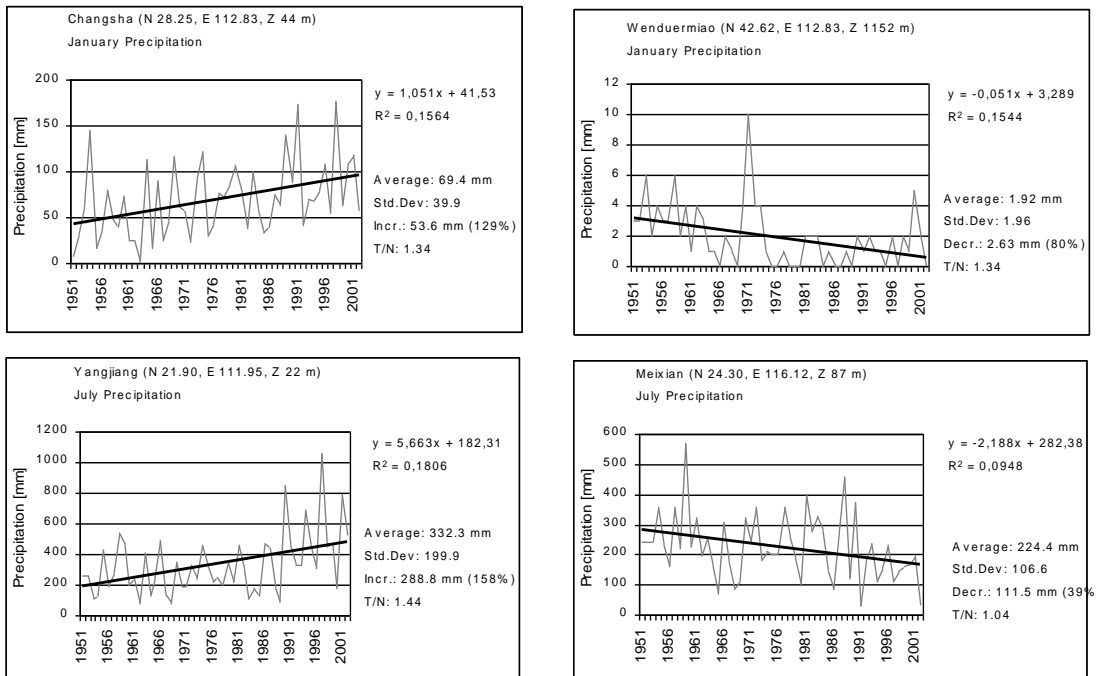 Changsha (N 28.25, E 112.83, Z 44 m)
January Precipitation
Precipitation [mm]
200
150
100
50
0
1951
1956
1961
1966
1971
1976
1981
1986
1991
1996
2001
y = 1,051x + 41,53
R² = 0,1564
Average: 69.4 mm
Std.Dev: 39.9
Incr.: 53.6 mm (129%)
T/N: 1.34
Wenduermiao (N 42.62, E 112.83, Z 1152 m)
January Precipitation
Precipitation [mm]
12
10
8
6
4
2
0
1951
1956
1961
1966
1971
1976
1981
1986
1991
1996
2001
y = -0,051x + 3,289
R² = 0,1544
Average: 1.92 mm
Std.Dev: 1.96
Decr.: 2.63 mm (80%)
T/N: 1.34
Yangjiang (N 21.90, E 111.95, Z 22 m)
July Precipitation
Precipitation [mm]
1200
1000
800
600
400
200
0
1951
1956
1961
1966
1971
1976
1981
1986
1991
1996
2001
y = 5,663x + 182,31
R² = 0,1806
Average: 332.3 mm
Std.Dev: 199.9
Incr.: 288.8 mm (158%)
T/N: 1.44
Meixian (N 24.30, E 116.12, Z 87 m)
July Precipitation
Precipitation [mm]
600
500
400
300
200
100
0
1951
1956
1961
1966
1971
1976
1981
1986
1991
1996
2001
y = -2,188x + 282,38
R² = 0,0948
Average: 224.4 mm
Std.Dev: 106.6
Decr.: 111.5 mm (39%
T/N: 1.04